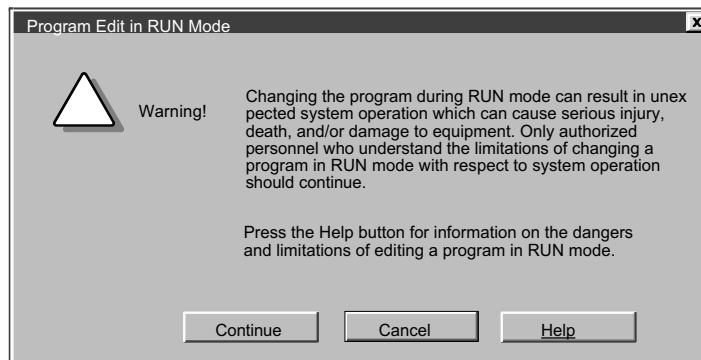 Program Edit in RUN Mode
x
Warning!
Changing the program during RUN mode can result in unex
pected system operation which can cause serious injury,
death, and/or damage to equipment. Only authorized
personnel who understand the limitations of changing a
program in RUN mode with respect to system operation
should continue.
Press the Help button for information on the dangers
and limitations of editing a program in RUN mode.
Continue
Cancel
Help